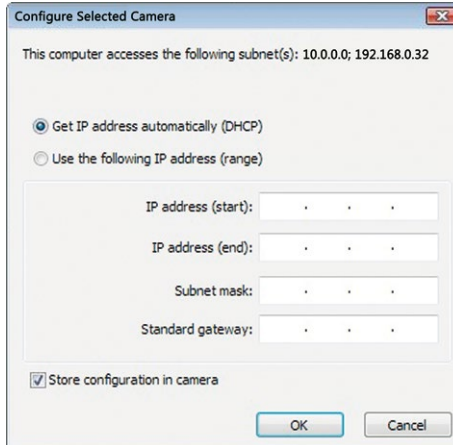 Configure Selected Camera
This computer accesses the following subnet(s): 10.0.0.0; 192.168.0.32
Get IP address automatically (DHCP)
Use the following IP address (range)
IP address (start): . . .
IP address (end): . . .
Subnet mask: . . .
Standard gateway: . . .
Store configuration in camera
OK Cancel